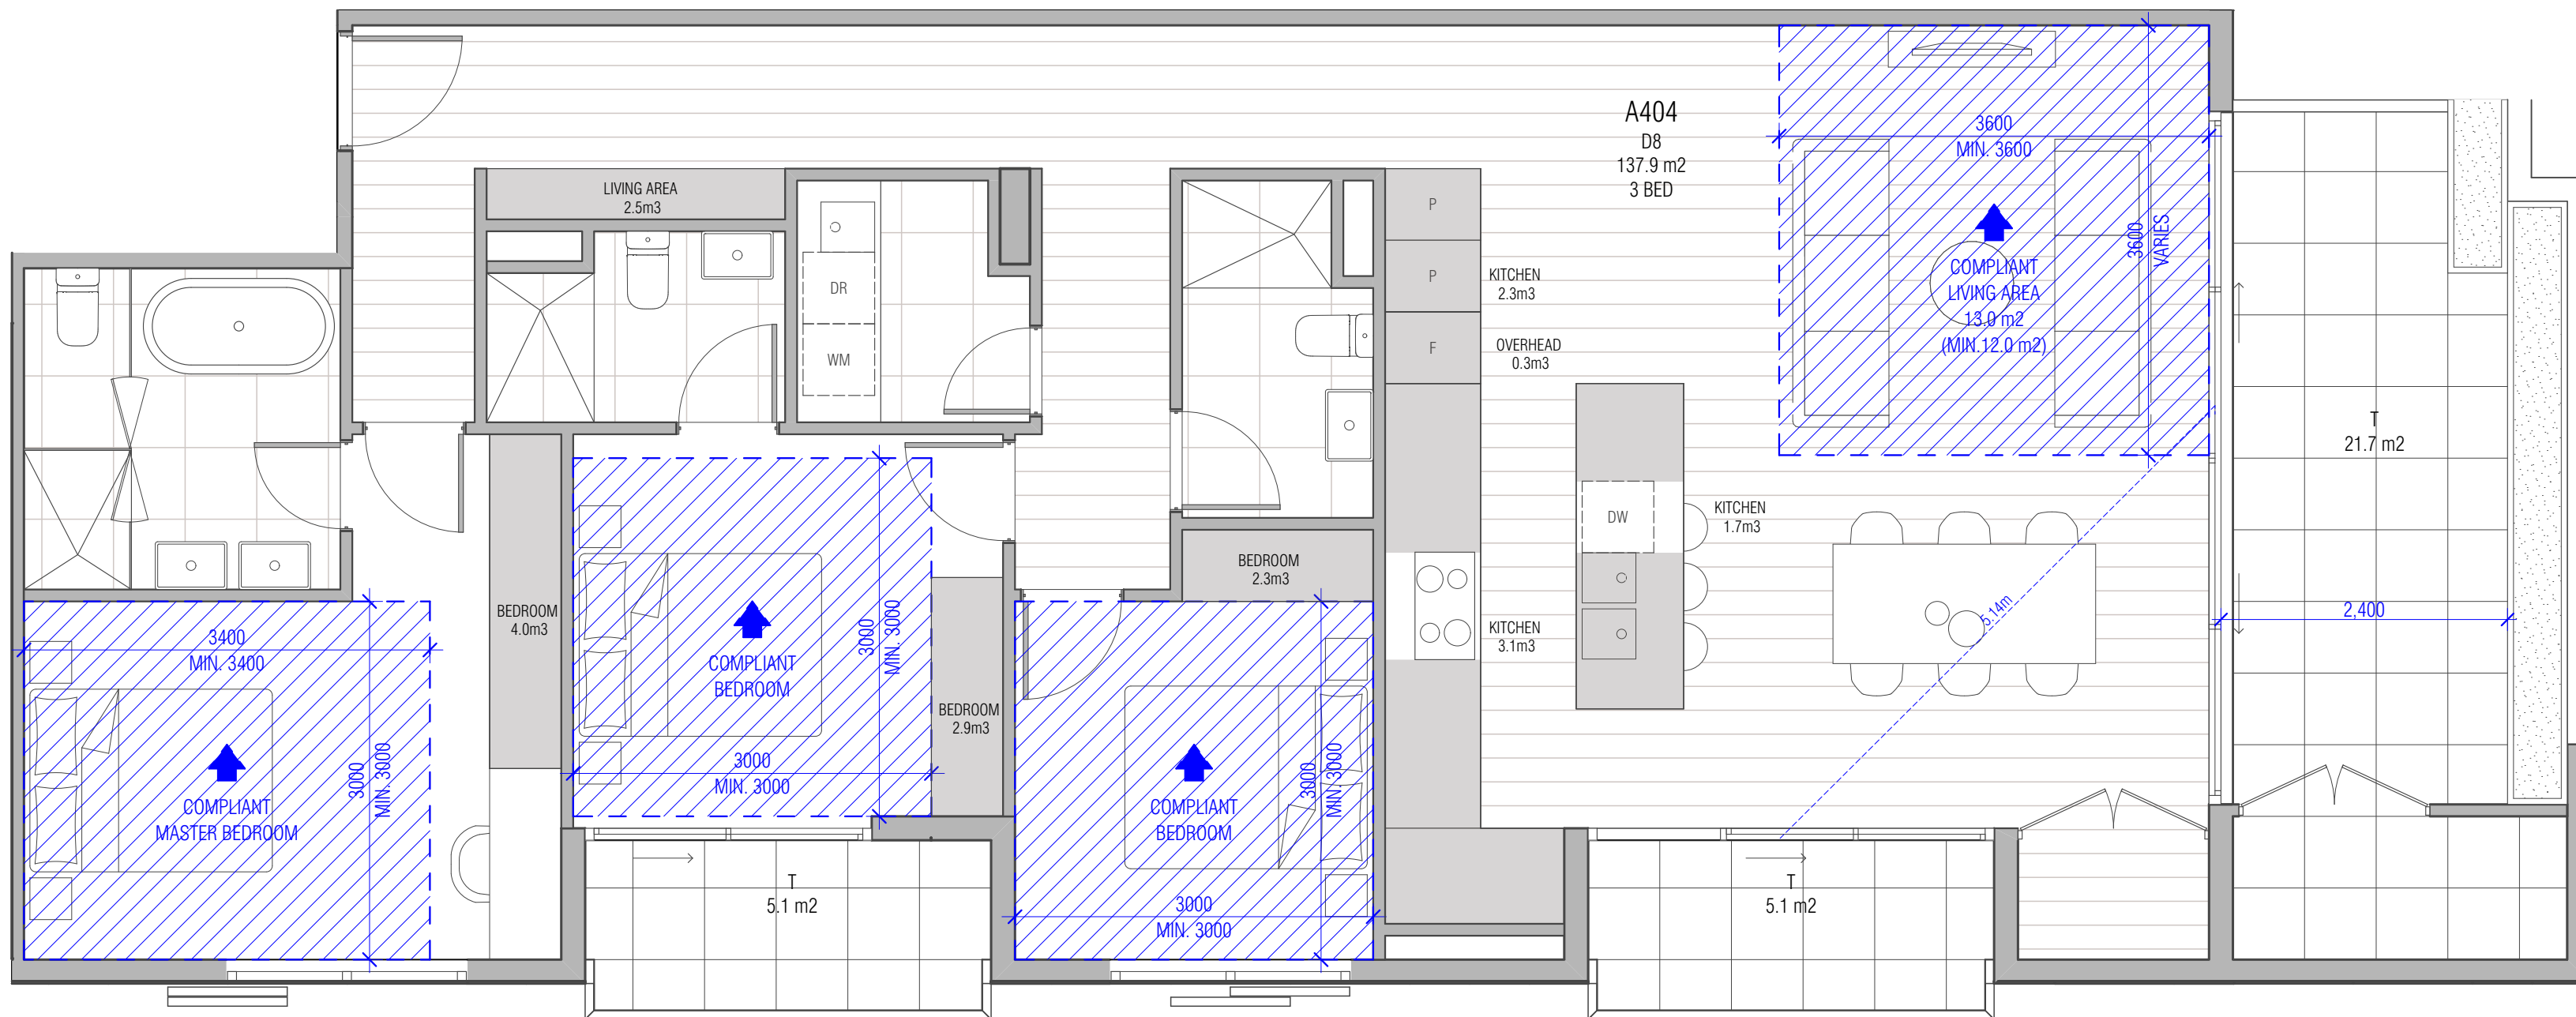 A404
D8
137.9 m2
3 BED
3600
MIN. 3600
3600
VARIES
COMPLIANT
LIVING AREA
13.0 m2
(MIN.12.0 m2)
LIVING AREA
2.5m3
DR
WM
P
P
F
KITCHEN
2.3m3
OVERHEAD
0.3m3
DW
KITCHEN
1.7m3
KITCHEN
3.1m3
5.14m
T
21.7 m2
2,400
BEDROOM
4.0m3
3400
MIN. 3400
3000
MIN. 3000
COMPLIANT
MASTER BEDROOM
3000
MIN. 3000
COMPLIANT
BEDROOM
3000
MIN. 3000
BEDROOM
2.9m3
BEDROOM
2.3m3
3000
MIN. 3000
COMPLIANT
BEDROOM
3000
MIN. 3000
T
5.1 m2
T
5.1 m2